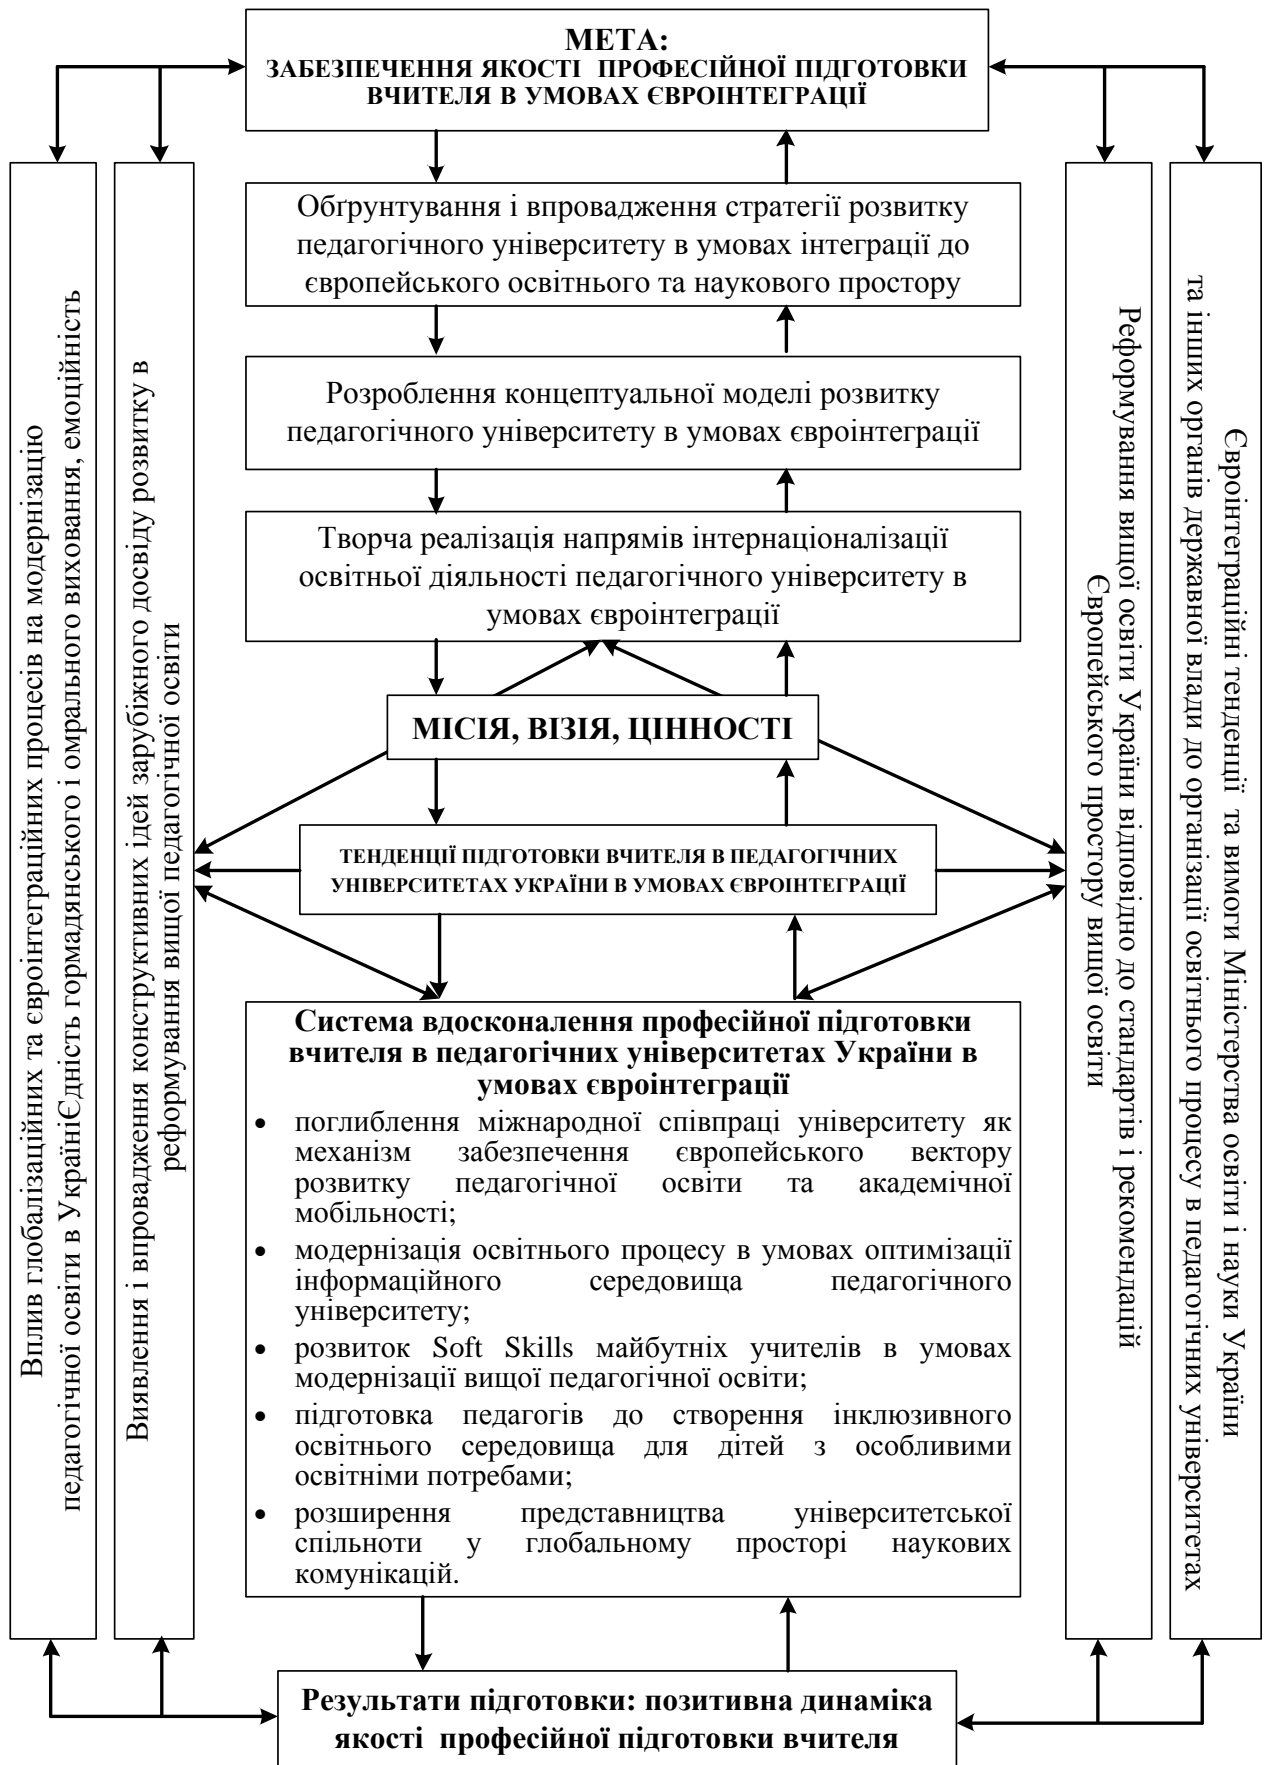 МЕТА:
ЗАБЕЗПЕЧЕННЯ ЯКОСТІ ПРОФЕСІЙНОЇ ПІДГОТОВКИ
ВЧИТЕЛЯ В УМОВАХ ЄВРОІНТЕГРАЦІЇ
Вплив глобалізаційних та євроінтеграційних процесів на модернізацію
педагогічної освіти в УкраїніЄдність гормадянського і омрального виховання, емоційність
Виявлення і впровадження конструктивних ідей зарубіжного досвіду розвитку в
реформування вищої педагогічної освіти
Обґрунтування і впровадження стратегії розвитку
педагогічного університету в умовах інтеграції до
європейського освітнього та наукового простору
Розроблення концептуальної моделі розвитку
педагогічного університету в умовах євроінтеграції
Творча реалізація напрямів інтернаціоналізації
освітньої діяльності педагогічного університету в
умовах євроінтеграції
МІСІЯ, ВІЗІЯ, ЦІННОСТІ
ТЕНДЕНЦІЇ ПІДГОТОВКИ ВЧИТЕЛЯ В ПЕДАГОГІЧНИХ
УНІВЕРСИТЕТАХ УКРАЇНИ В УМОВАХ ЄВРОІНТЕГРАЦІЇ
Система вдосконалення професійної підготовки
вчителя в педагогічних університетах України в
умовах євроінтеграції
• поглиблення міжнародної співпраці університету як
механізм забезпечення європейського вектору
розвитку педагогічної освіти та академічної
мобільності;
• модернізація освітнього процесу в умовах оптимізації
інформаційного середовища педагогічного
університету;
• розвиток Soft Skills майбутніх учителів в умовах
модернізації вищої педагогічної освіти;
• підготовка педагогів до створення інклюзивного
освітнього середовища для дітей з особливими
освітніми потребами;
• розширення представництва університетської
спільноти у глобальному просторі наукових
комунікацій.
Реформування вищої освіти України відповідно до стандартів і рекомендацій
Європейського простору вищої освіти
Євроінтеграційні тенденції та вимоги Міністерства освіти і науки України
та інших органів державної влади до організації освітнього процесу в педагогічних університетах
Результати підготовки: позитивна динаміка
якості професійної підготовки вчителя